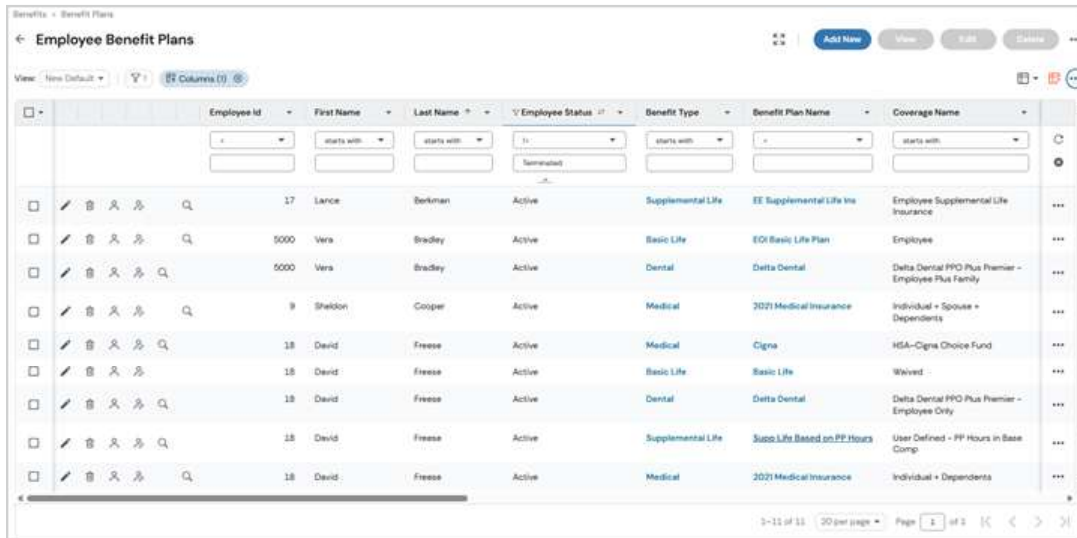 Benefits > Benefit Plans
Employee Benefit Plans
Add New View Edit Delete
View: New Default 1 Columns (1)
Employee Id First Name Last Name Employee Status Benefit Type Benefit Plan Name Coverage Name
= starts with starts with != starts with = starts with
Terminated
17 Lance Berkman Active Supplemental Life EE Supplemental Life Ins Employee Supplemental Life
Insurance
5000 Vera Bradley Active Basic Life EOI Basic Life Plan Employee
5000 Vera Bradley Active Dental Delta Dental Delta Dental PPO Plus Premier -
Employee Plus Family
9 Sheldon Cooper Active Medical 2021 Medical Insurance Individual + Spouse +
Dependents
18 David Freese Active Medical Cigna HSA-Cigna Choice Fund
18 David Freese Active Basic Life Basic Life Waived
18 David Freese Active Dental Delta Dental Delta Dental PPO Plus Premier -
Employee Only
18 David Freese Active Supplemental Life Supp Life Based on PP Hours User Defined - PP Hours in Base
Comp
18 David Freese Active Medical 2021 Medical Insurance Individual + Dependents
1-11 of 11 20 per page Page 1 of 1